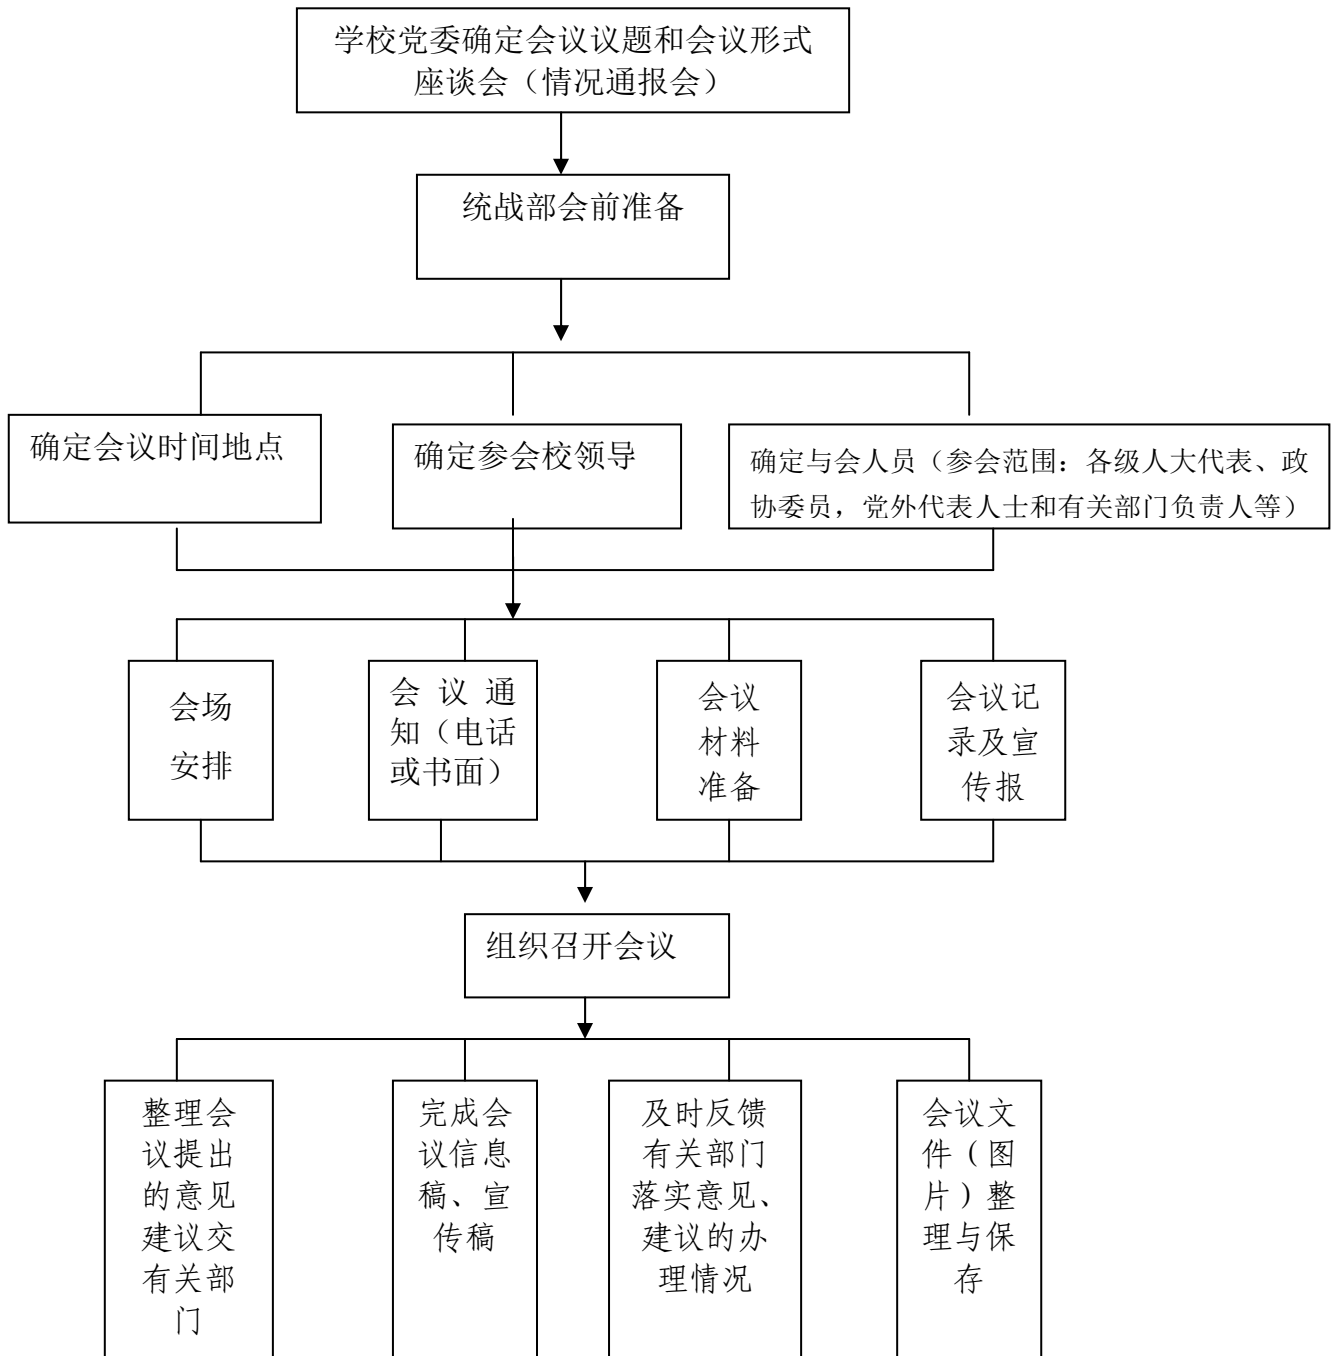 学校党委确定会议议题和会议形式
座谈会（情况通报会）
统战部会前准备
确定会议时间地点
确定参会校领导
确定与会人员（参会范围：各级人大代表、政
协委员，党外代表人士和有关部门负责人等）
会场
安排
会议通
知（电话
或书面）
会议
材料
准备
会议记
录及宣
传报
组织召开会议
整理会
议提出
的意见
建议交
有关部
门
完成会
议信息
稿、宣
传稿
及时反馈
有关部门
落实意见、
建议的办
理情况
会议文
件（图
片）整
理与保
存